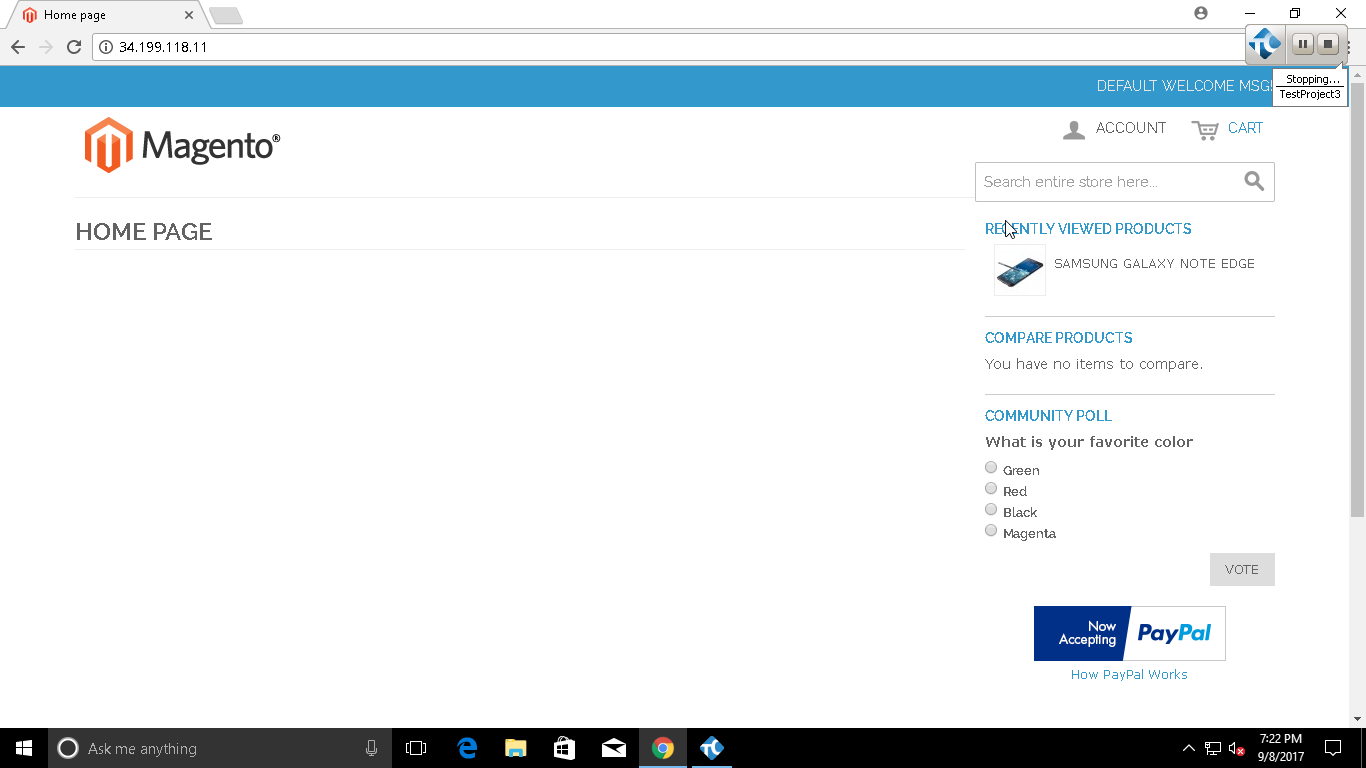 Home page
34.199.118.11
Stopping...
TestProject3
DEFAULT WELCOME MSG!
Magento®
ACCOUNT
CART
Search entire store here...
HOME PAGE
RECENTLY VIEWED PRODUCTS
SAMSUNG GALAXY NOTE EDGE
COMPARE PRODUCTS
You have no items to compare.
COMMUNITY POLL
What is your favorite color
Green
Red
Black
Magenta
VOTE
Now
Accepting
PayPal
How PayPal Works
Ask me anything
7:22 PM
9/8/2017